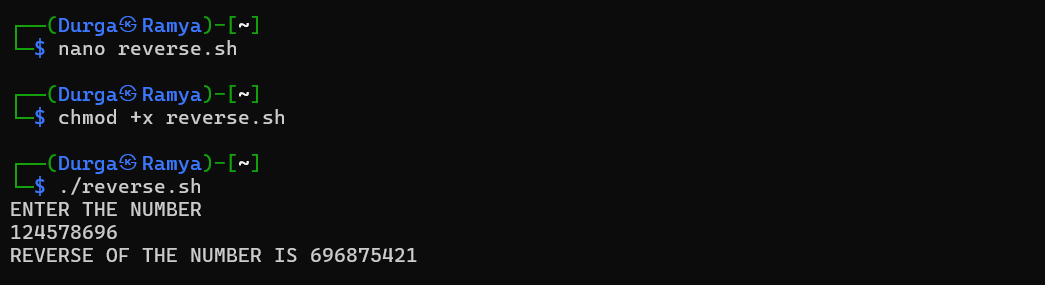 ┌──(Durga㉿Ramya)-[~]
└─$ nano reverse.sh
┌──(Durga㉿Ramya)-[~]
└─$ chmod +x reverse.sh
┌──(Durga㉿Ramya)-[~]
└─$ ./reverse.sh
ENTER THE NUMBER
124578696
REVERSE OF THE NUMBER IS 696875421